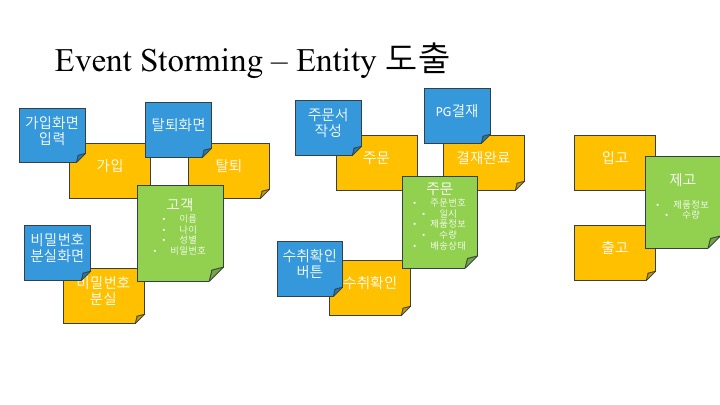 Event Storming – Entity 도출
가입화면
입력
가입
탈퇴화면
탈퇴
고객
• 이름
• 나이
• 성별
• 비밀번호
비밀번호
분실화면
비밀번호
분실
주문서
작성
주문
PG결재
결재완료
주문
• 주문번호
• 일시
• 제품정보
• 수량
• 배송상태
수취확인
버튼
수취확인
입고
제고
• 제품정보
• 수량
출고